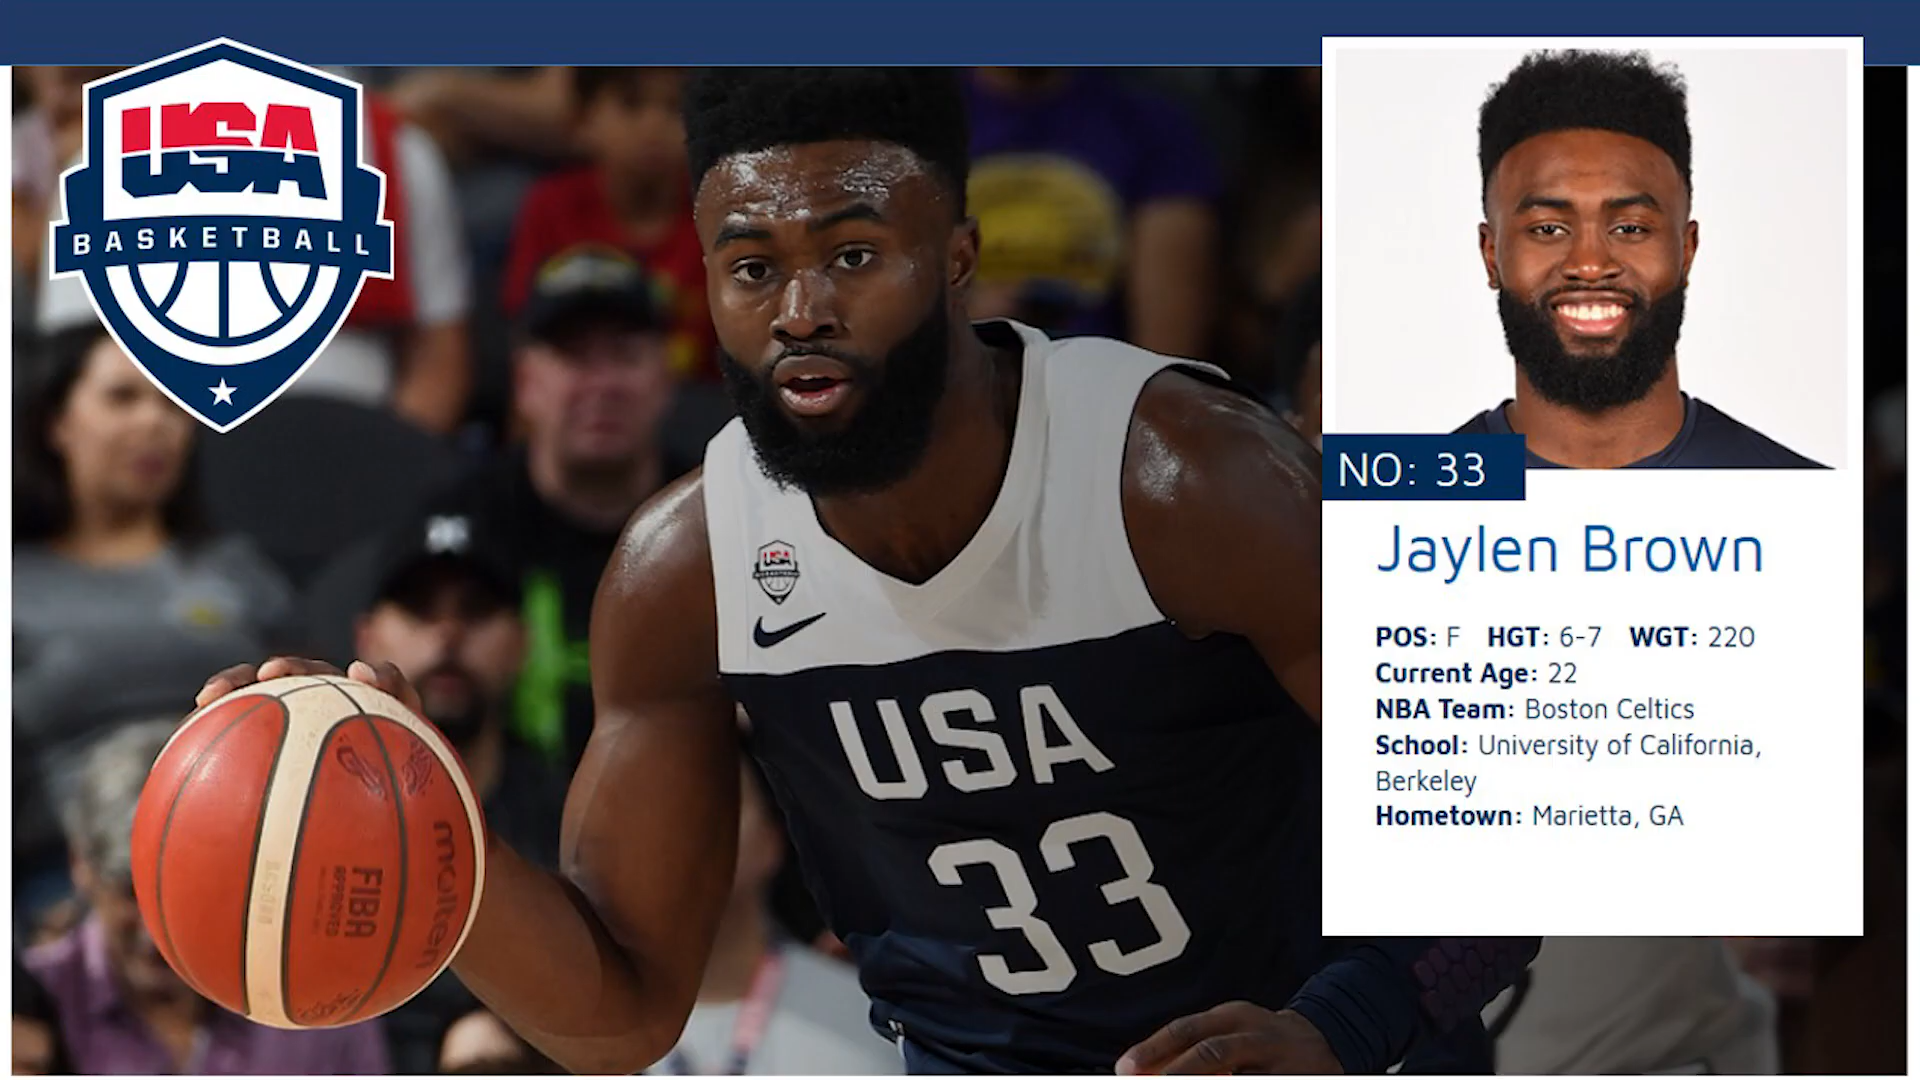 USA
BASKETBALL
USA
33
molten
FIBA
APPROVED
NO: 33
Jaylen Brown
POS: F HGT: 6-7 WGT: 220
Current Age: 22
NBA Team: Boston Celtics
School: University of California,
Berkeley
Hometown: Marietta, GA